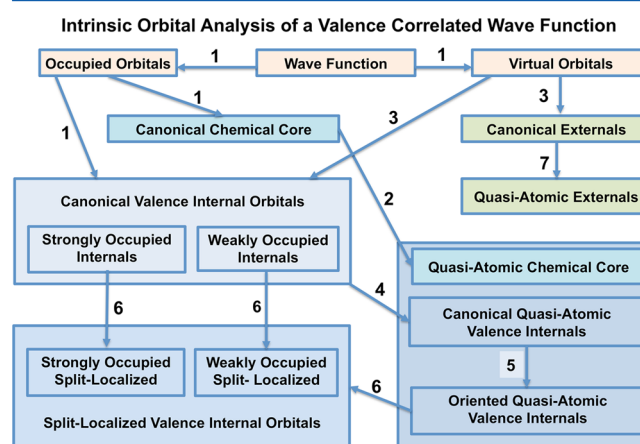 Intrinsic Orbital Analysis of a Valence Correlated Wave Function
Occupied Orbitals
1
Wave Function
1
Virtual Orbitals
1
1
3
3
Canonical Chemical Core
Canonical Externals
7
Canonical Valence Internal Orbitals
2
Quasi-Atomic Externals
Strongly Occupied
Internals
Weakly Occupied
Internals
Quasi-Atomic Chemical Core
4
6
6
Canonical Quasi-Atomic
Valence Internals
5
Strongly Occupied
Split-Localized
Weakly Occupied
Split- Localized
6
Oriented Quasi-Atomic
Valence Internals
Split-Localized Valence Internal Orbitals